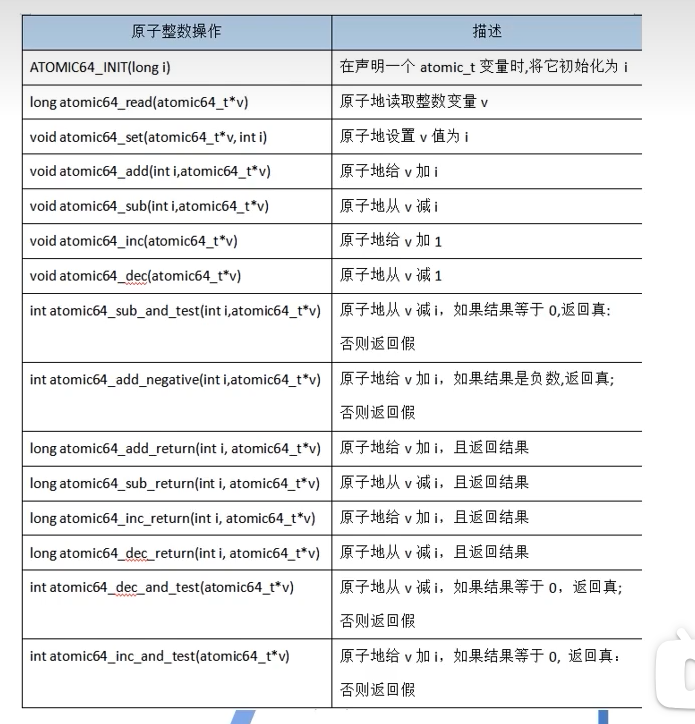 原子整数操作 描述
ATOMIC64_INIT(long i) 在声明一个 atomic_t 变量时,将它初始化为 i
long atomic64_read(atomic64_t*v) 原子地读取整数变量 v
void atomic64_set(atomic64_t*v, int i) 原子地设置 v 值为 i
void atomic64_add(int i,atomic64_t*v) 原子地给 v 加 i
void atomic64_sub(int i,atomic64_t*v) 原子地从 v 减 i
void atomic64_inc(atomic64_t*v) 原子地给 v 加 1
void atomic64_dec(atomic64_t*v) 原子地从 v 减 1
int atomic64_sub_and_test(int i,atomic64_t*v) 原子地从 v 减 i，如果结果等于 0,返回真:
否则返回假
int atomic64_add_negative(int i,atomic64_t*v) 原子地给 v 加 i，如果结果是负数,返回真;
否则返回假
long atomic64_add_return(int i, atomic64_t*v) 原子地给 v 加 i，且返回结果
long atomic64_sub_return(int i, atomic64_t*v) 原子地从 v 减 i，且返回结果
long atomic64_inc_return(int i, atomic64_t*v) 原子地给 v 加 i，且返回结果
long atomic64_dec_return(int i, atomic64_t*v) 原子地从 v 减 i，且返回结果
int atomic64_dec_and_test(atomic64_t*v) 原子地从 v 减 i，如果结果等于 0，返回真;
否则返回假
int atomic64_inc_and_test(atomic64_t*v) 原子地给 v 加 i，如果结果等于 0, 返回真：
否则返回假